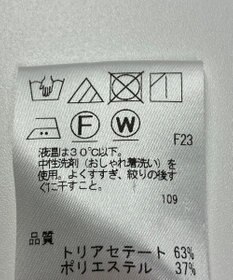 F W
F23
液温は30℃以下。
中性洗剤（おしゃれ着洗い）を
使用。よくすすぎ、絞りの後す
ぐに干すこと。
109
品質
トリアセテート 63%
ポリエステル 37%